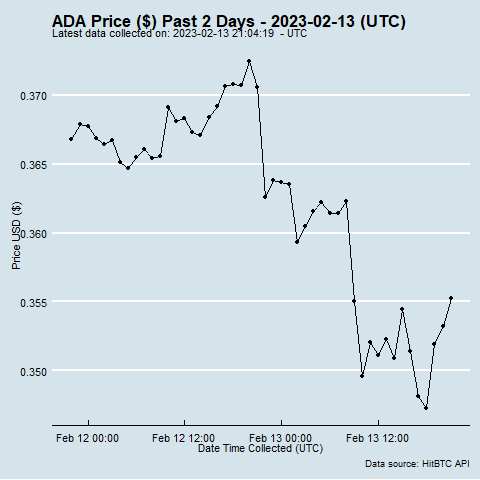 ADA Price ($) Past 2 Days - 2023-02-13 (UTC)
Latest data collected on: 2023-02-13 21:04:19 - UTC
0.370
0.365
0.360
0.355
0.350
Price USD ($)
Feb 12 00:00 Feb 12 12:00 Feb 13 00:00 Feb 13 12:00
Date Time Collected (UTC)
Data source: HitBTC API